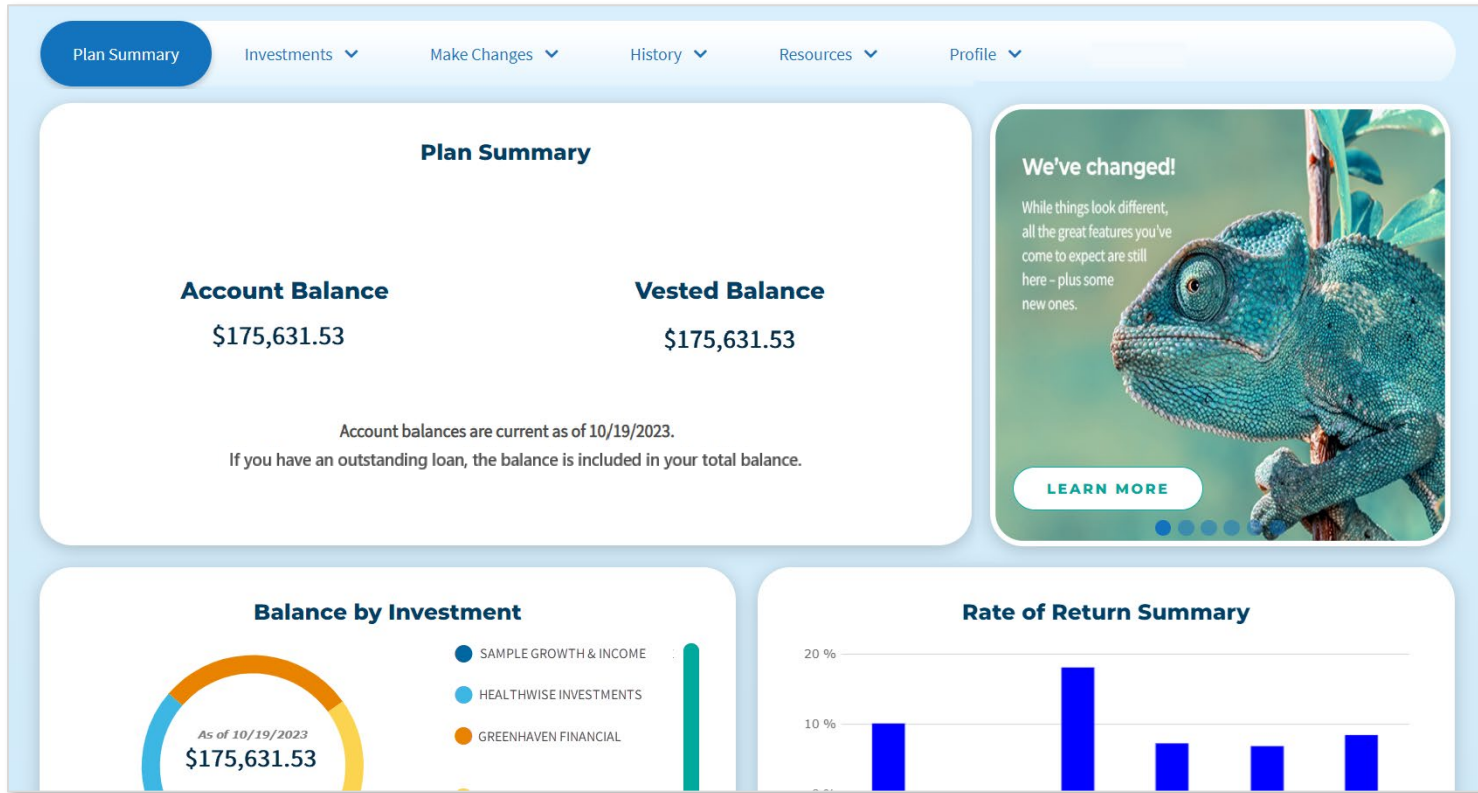 Plan Summary
Investments
Make Changes
History
Resources
Profile
Plan Summary
Account Balance
$175,631.53
Vested Balance
$175,631.53
Account balances are current as of 10/19/2023.
If you have an outstanding loan, the balance is included in your total balance.
We've changed!
While things look different,
all the great features you've
come to expect are still
here – plus some
new ones.
LEARN MORE
Balance by Investment
As of 10/19/2023
$175,631.53
SAMPLE GROWTH & INCOME
HEALTHWISE INVESTMENTS
GREENHAVEN FINANCIAL
Rate of Return Summary
20 %
10 %